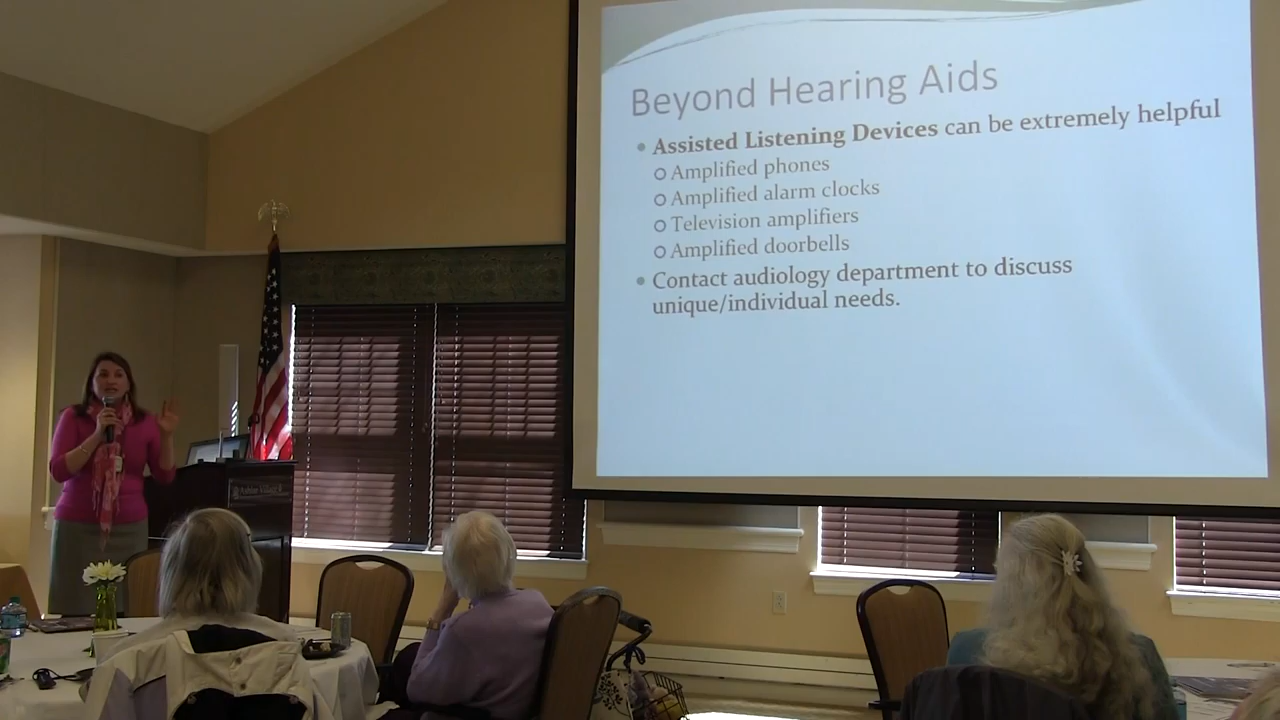 Beyond Hearing Aids
Assisted Listening Devices can be extremely helpful
Amplified phones
Amplified alarm clocks
Television amplifiers
Amplified doorbells
Contact audiology department to discuss
unique/individual needs.